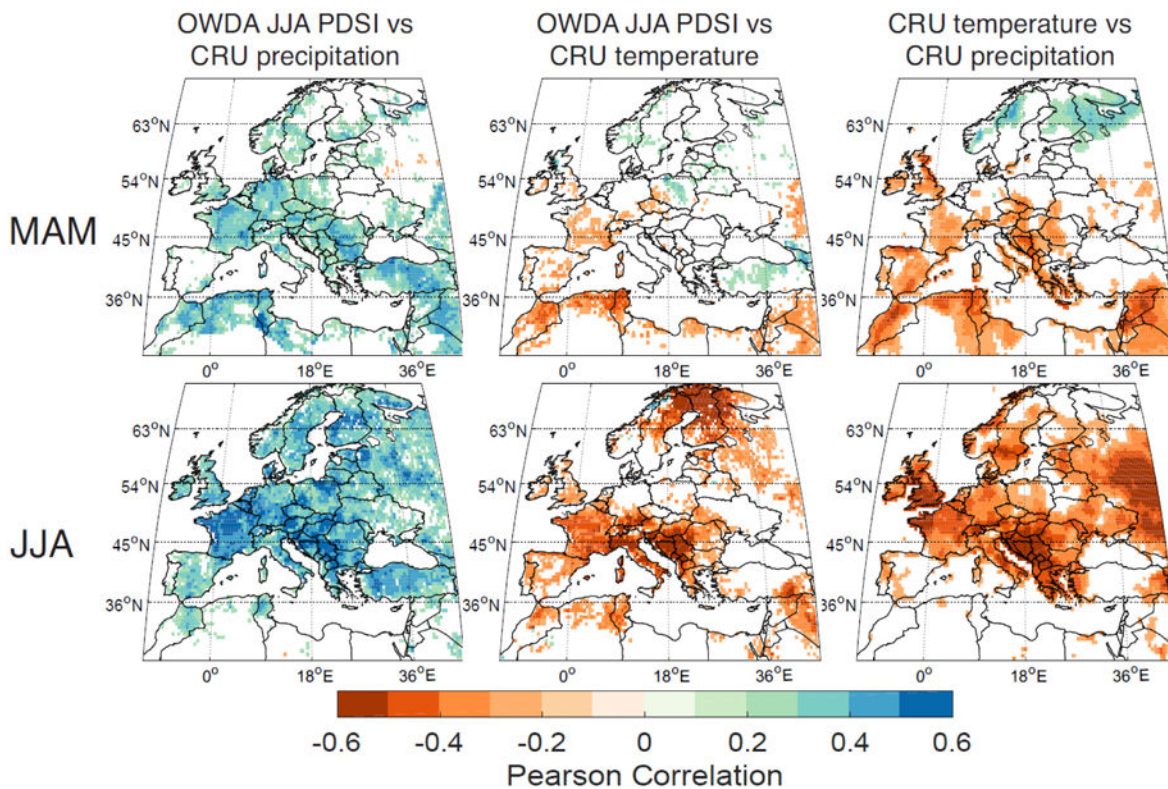 OWDA JJA PDSI vs
CRU precipitation
OWDA JJA PDSI vs
CRU temperature
CRU temperature vs
CRU precipitation
MAM
63°N
54°N
45°N
36°N
0°
18°E
36°E
63°N
54°N
45°N
36°N
0°
18°E
36°E
63°N
54°N
45°N
36°N
0°
18°E
36°E
JJA
63°N
54°N
45°N
36°N
0°
18°E
36°E
63°N
54°N
45°N
36°N
0°
18°E
36°E
63°N
54°N
45°N
36°N
0°
18°E
36°E
-0.6 -0.4 -0.2 0 0.2 0.4 0.6
Pearson Correlation